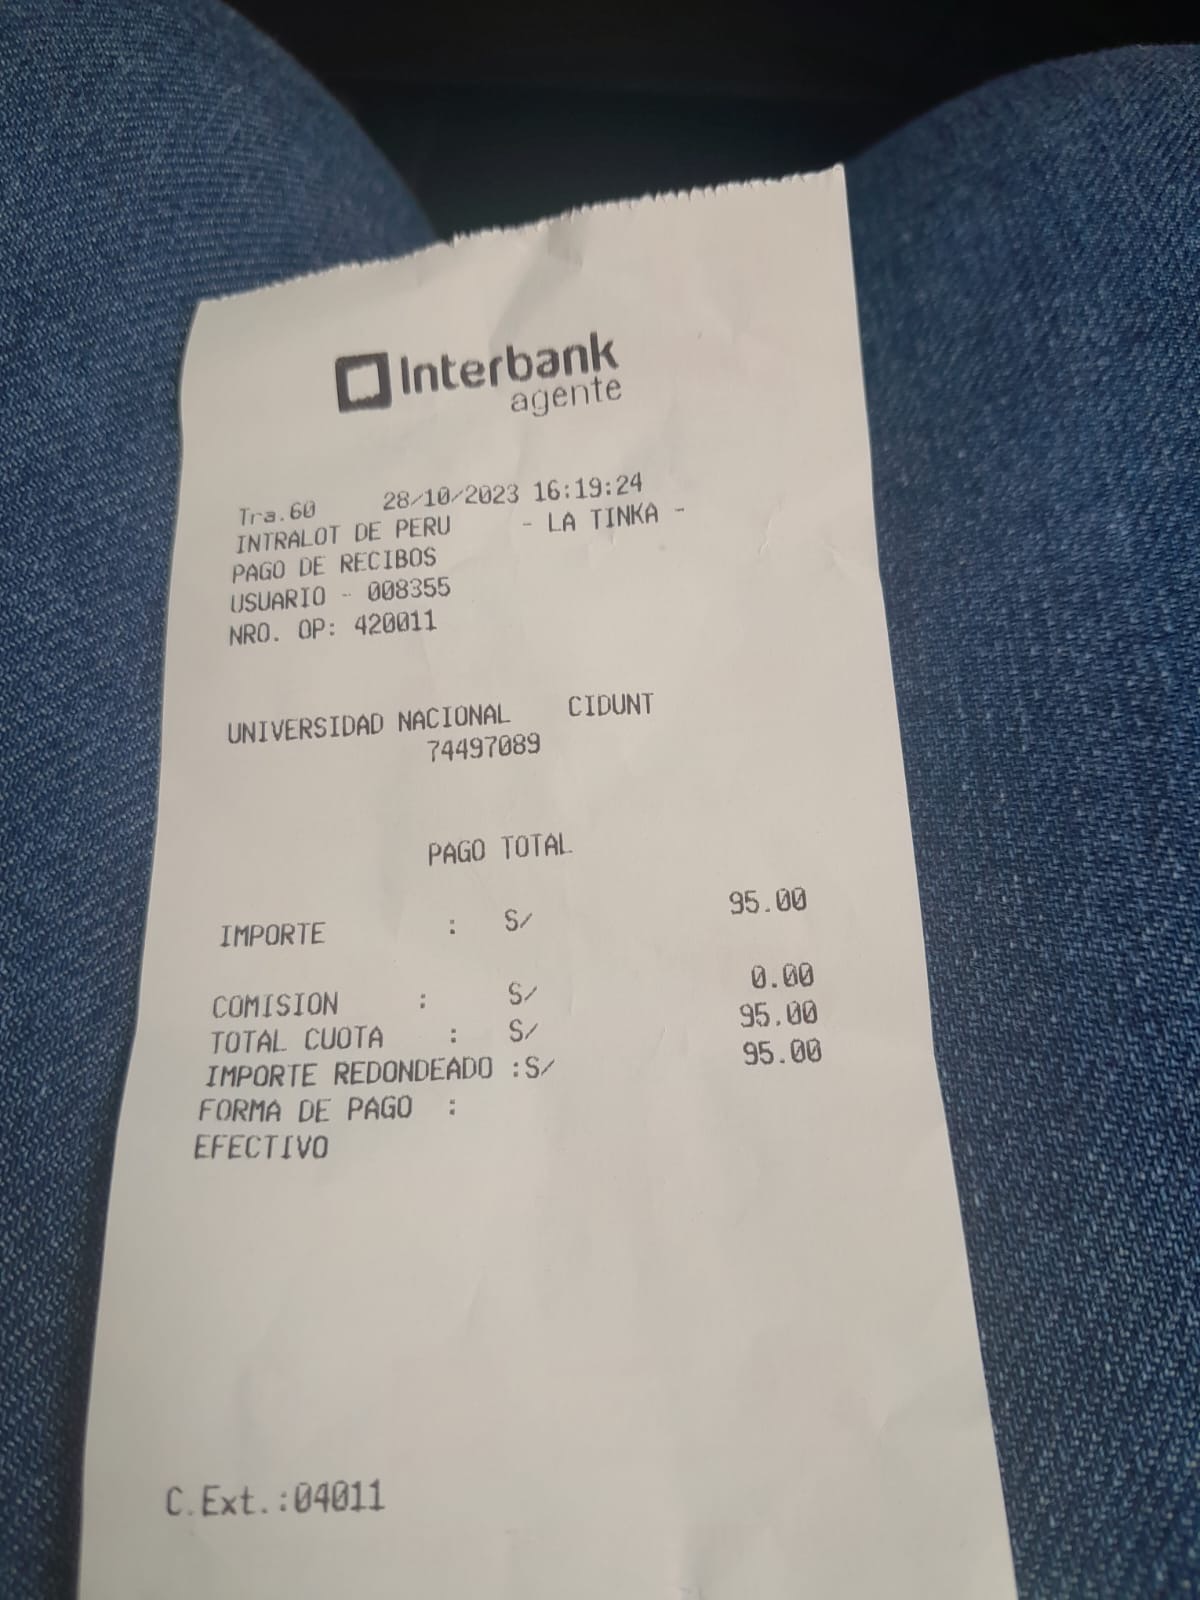 Interbank
agente
Tra.60 28/10/2023 16:19:24
INTRALOT DE PERU - LA TINKA -
PAGO DE RECIBOS
USUARIO - 008355
NRO. OP: 420011
UNIVERSIDAD NACIONAL CIDUNT
74497089
PAGO TOTAL
IMPORTE : S/ 95.00
COMISION : S/ 0.00
TOTAL CUOTA : S/ 95.00
IMPORTE REDONDEADO :S/ 95.00
FORMA DE PAGO :
EFECTIVO
C.Ext.:04011